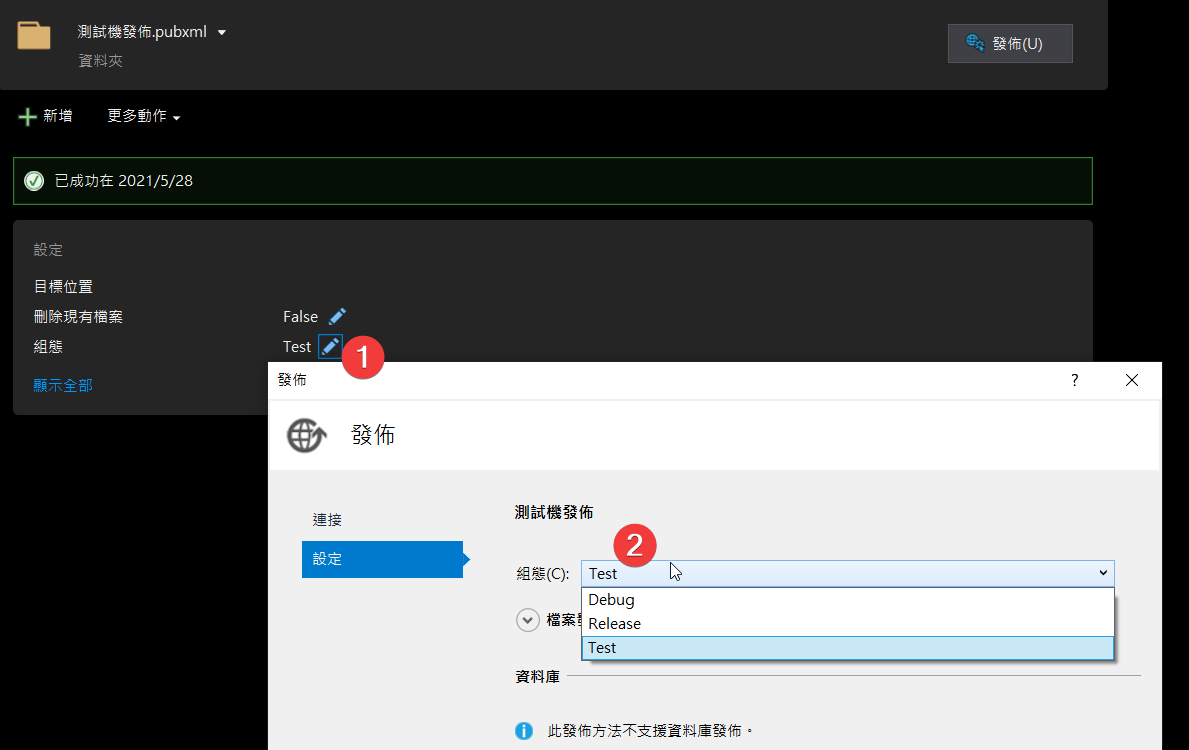 測試機發佈.pubxml
資料夾
發佈(U)
新增 更多動作
已成功在 2021/5/28
設定
目標位置
刪除現有檔案 False
組態 Test
1
顯示全部
發佈 ?
發佈
連接
設定
測試機發佈
2
組態(C): Test
Debug
Release
Test
檔案
資料庫
此發佈方法不支援資料庫發佈。